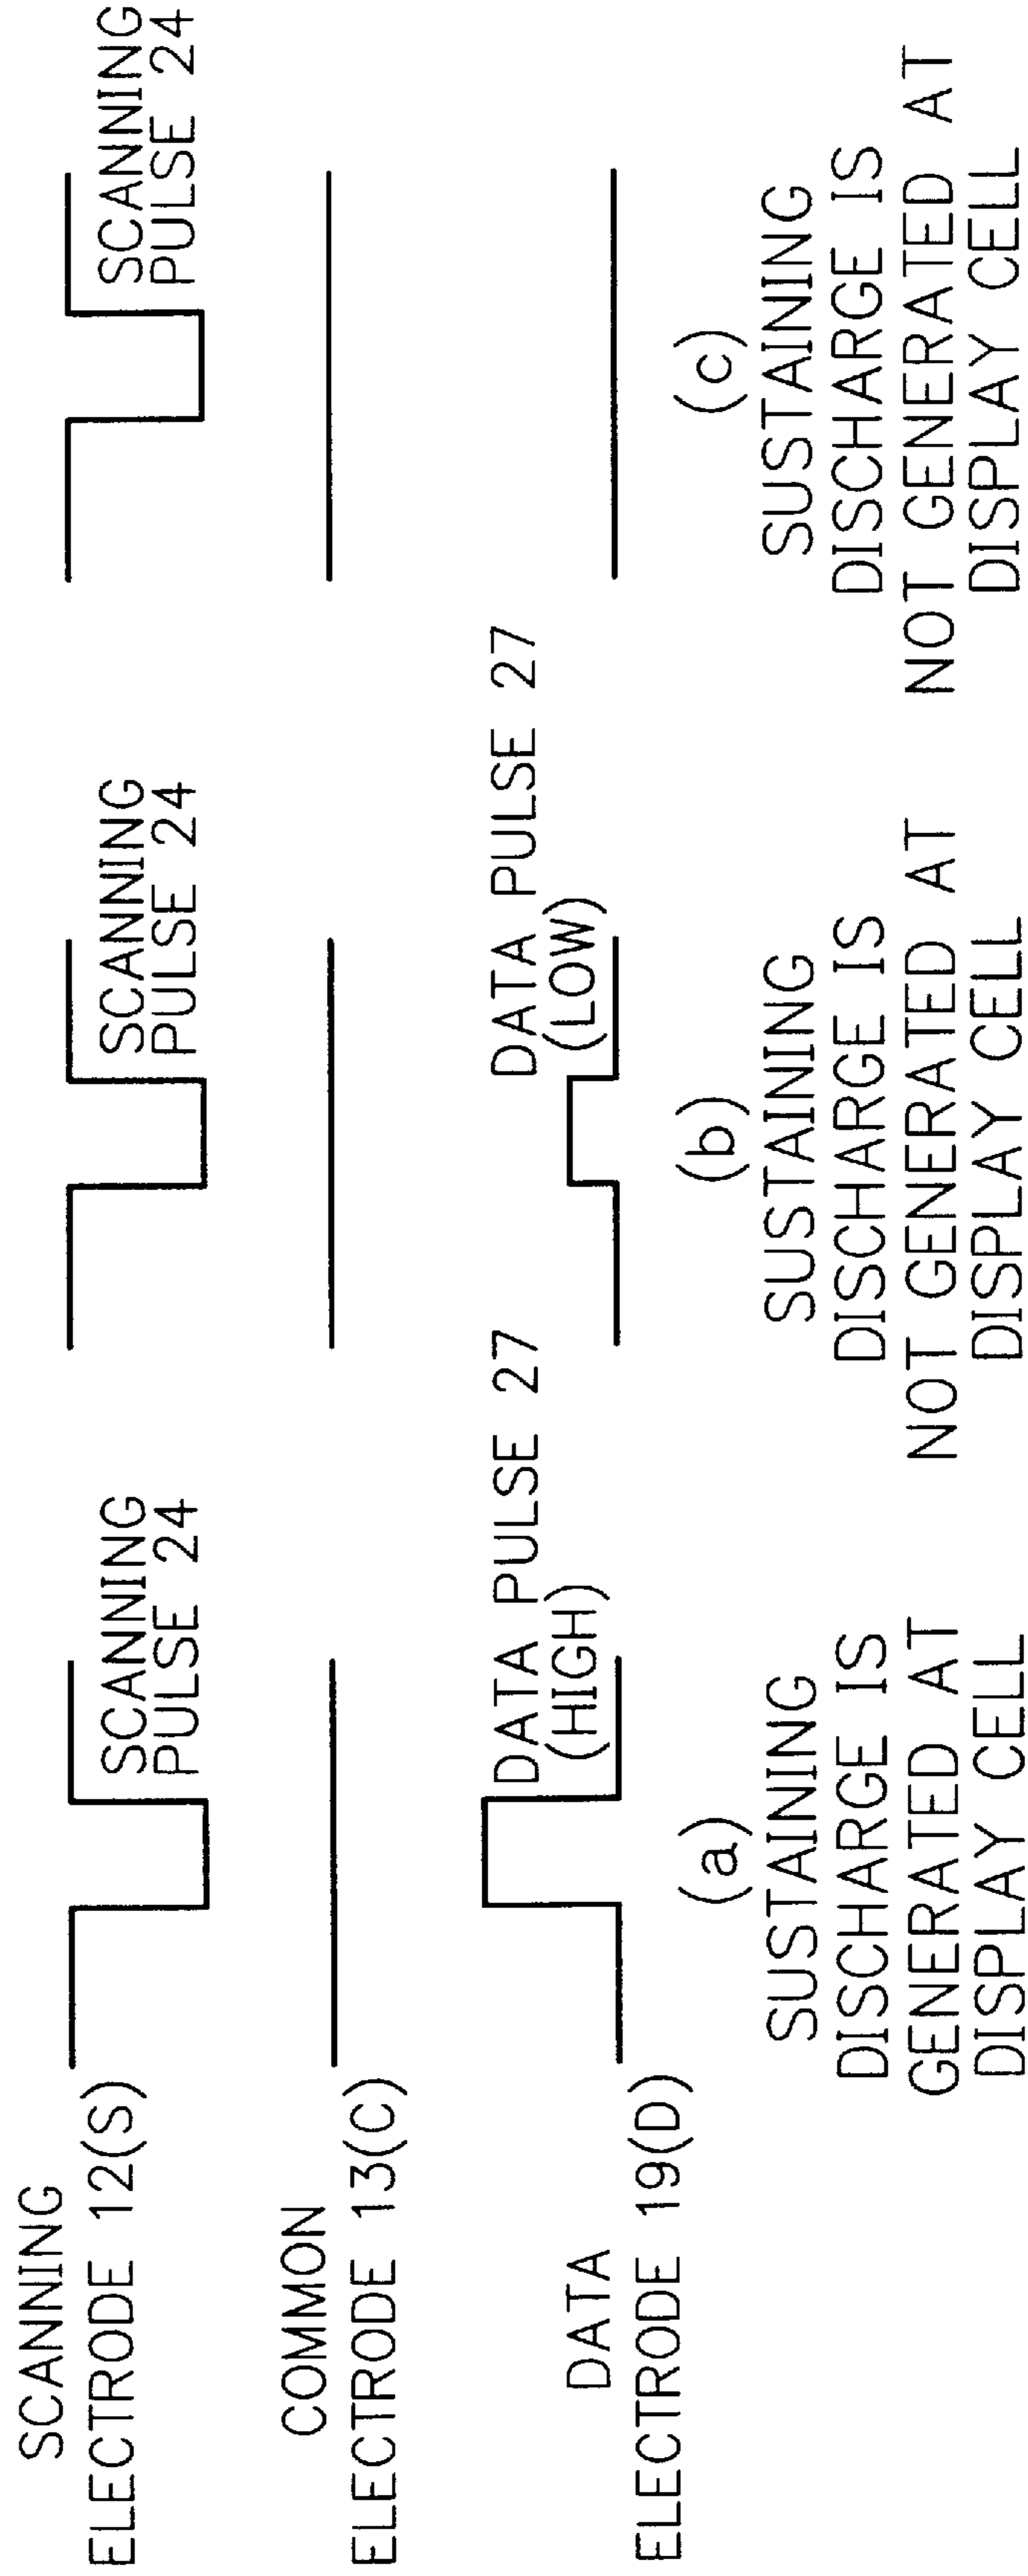 SCANNING
ELECTRODE 12(S)
SCANNING
PULSE 24
SCANNING
PULSE 24
SCANNING
PULSE 24
COMMON
ELECTRODE 13(C)
DATA
ELECTRODE 19(D)
DATA PULSE 27
(HIGH)
DATA PULSE 27
(LOW)
(a)
SUSTAINING
DISCHARGE IS
GENERATED AT
DISPLAY CELL
(b)
SUSTAINING
DISCHARGE IS
NOT GENERATED AT
DISPLAY CELL
(c)
SUSTAINING
DISCHARGE IS
NOT GENERATED AT
DISPLAY CELL